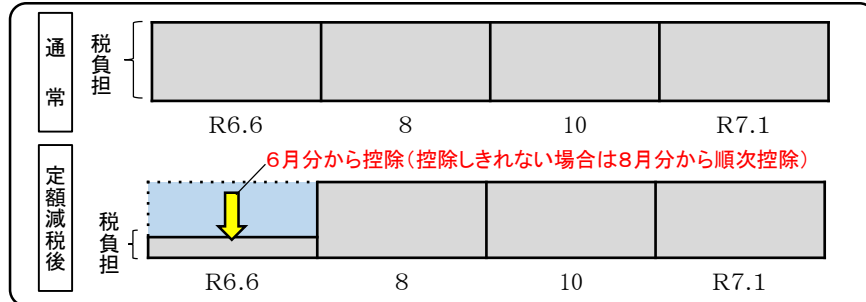 通常
税負担
R6.6 8 10 R7.1
定額減税後
6月分から控除(控除しきれない場合は8月分から順次控除)
税負担
R6.6 8 10 R7.1